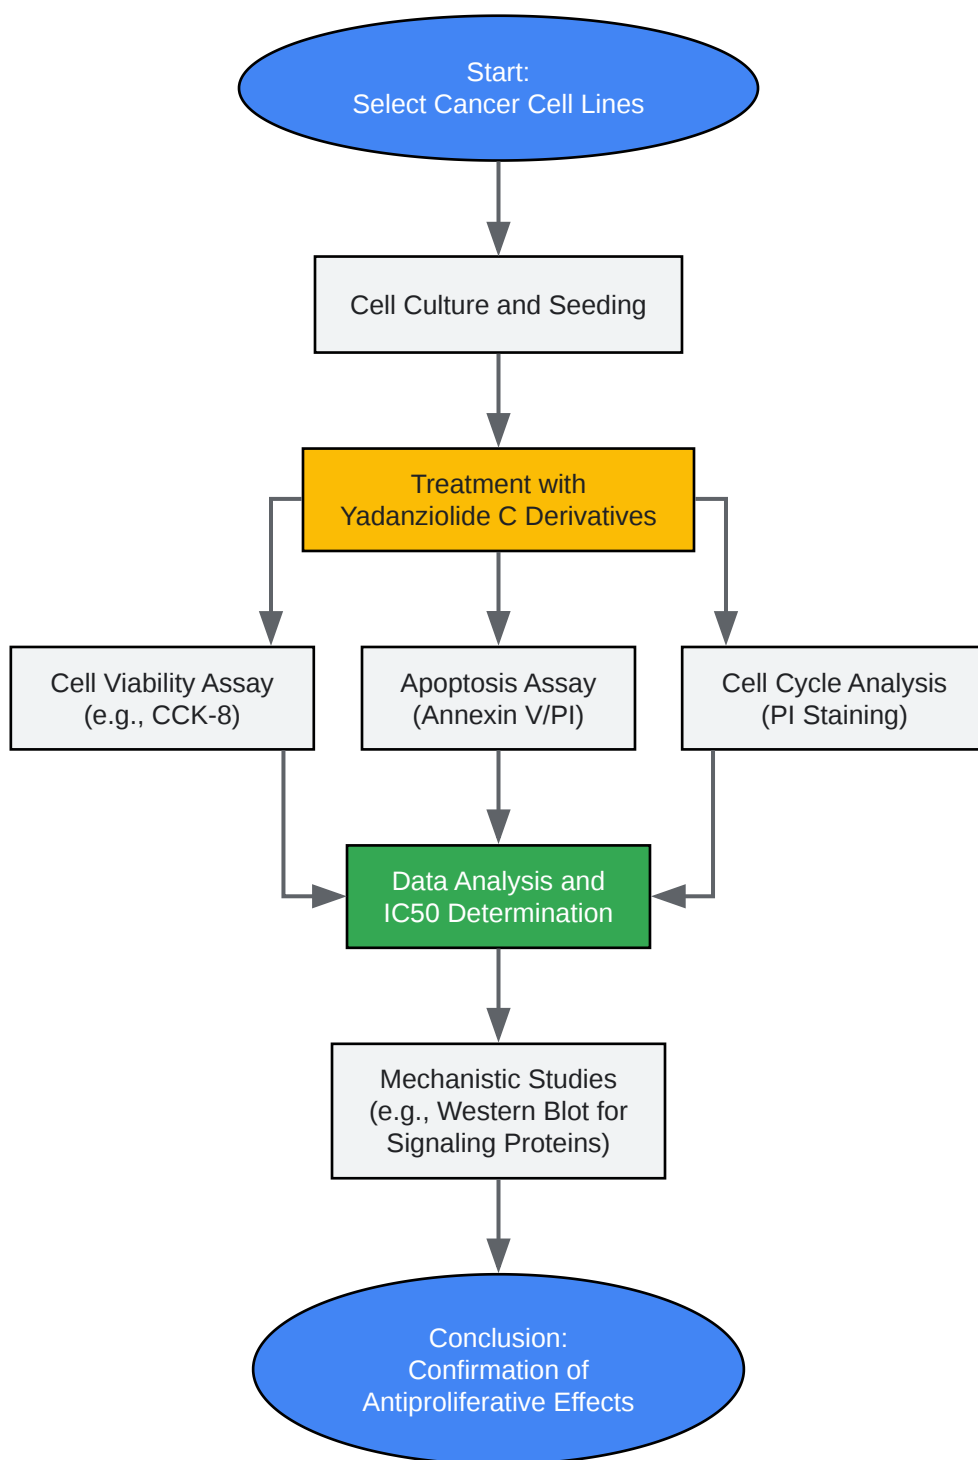 Start:
Select Cancer Cell Lines
Cell Culture and Seeding
Treatment with
Yadanziolide C Derivatives
Cell Viability Assay
(e.g., CCK-8)
Apoptosis Assay
(Annexin V/PI)
Cell Cycle Analysis
(PI Staining)
Data Analysis and
IC50 Determination
Mechanistic Studies
(e.g., Western Blot for
Signaling Proteins)
Conclusion:
Confirmation of
Antiproliferative Effects